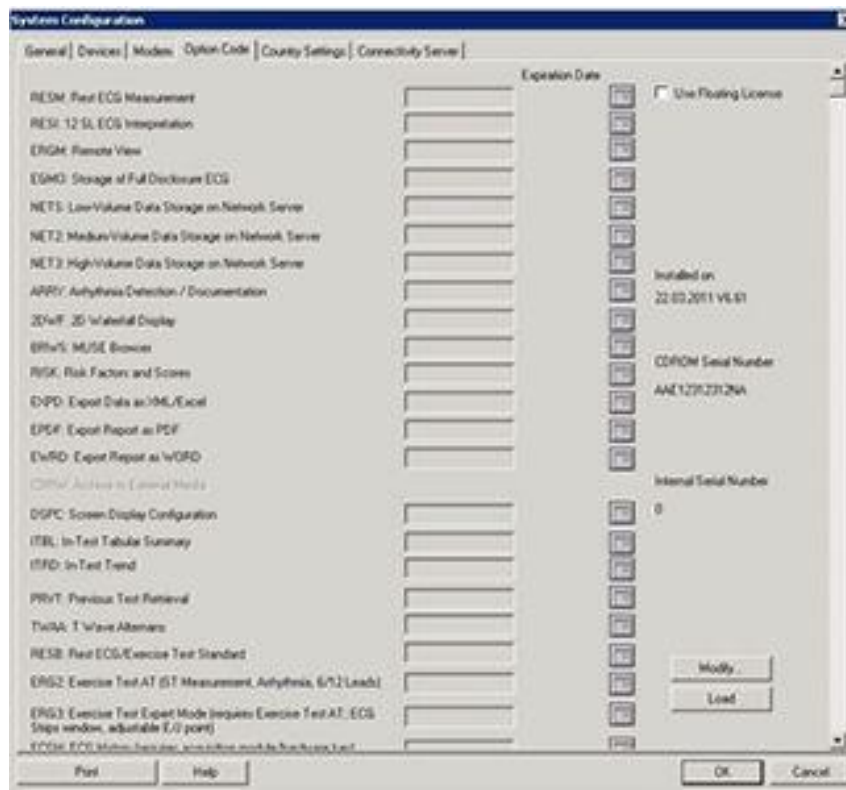 System Configuration
General | Devices | Modem | Option Code | Country Settings | Connectivity Server
Expiration Date
RESM: Rest ECG Measurement
Use Floating License
RESI: 12 SL ECG Interpretation
ERGM: Remote View
EGMO: Storage of Full Disclosure ECG
NETS: Low-Volume Data Storage on Network Server
NET2: Medium-Volume Data Storage on Network Server
NET3: High-Volume Data Storage on Network Server
Installed on
ARRY: Arrhythmia Detection / Documentation
22.03.2011 V6.61
2DWF: 2D Waterfall Display
BRWS: MUSE Browser
CDROM Serial Number
RISK: Risk Factors and Scores
AAE12312312NA
EXPD: Export Data as XML/Excel
EPDF: Export Report as PDF
EWRD: Export Report as WORD
Internal Serial Number
CDRW: Archive to External Media
DSPC: Screen Display Configuration
0
ITBL: In-Test Tabular Summary
ITRD: In-Test Trend
PRVT: Previous Test Retrieval
TWAA: T Wave Alternans
RESB: Rest ECG/Exercise Test Standard
Modify...
ERG2: Exercise Test AT (ST Measurement, Arrhythmia, 6/12 Leads)
Load
ERG3: Exercise Test Expert Mode (requires Exercise Test AT; ECG
Strips window, adjustable E/J point)
Print
Help
OK
Cancel